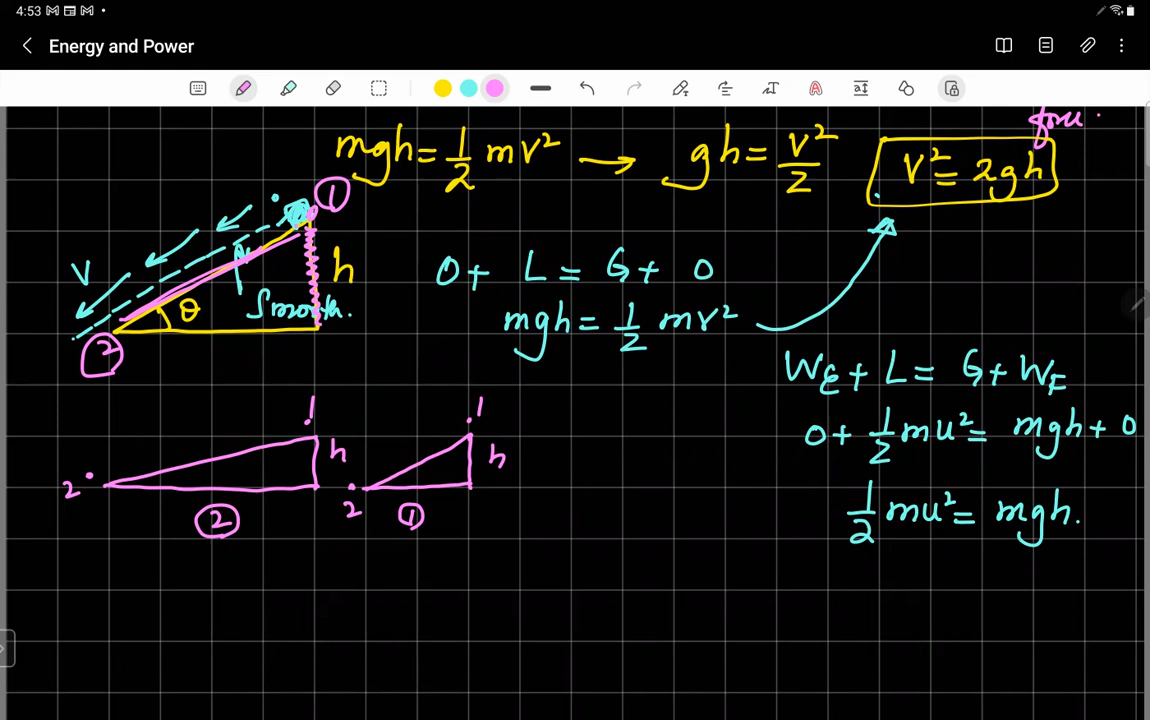 4:53
Energy and Power
force.
mgh = 1/2 mv² → gh = v²/2
v² = 2gh
①
V
h
θ
Smooth.
②
0 + L = G + 0
mgh = 1/2 mv²
W_E + L = G + W_F
0 + 1/2 mu² = mgh + 0
1/2 mu² = mgh.
1
h
2
②
1
h
2
①